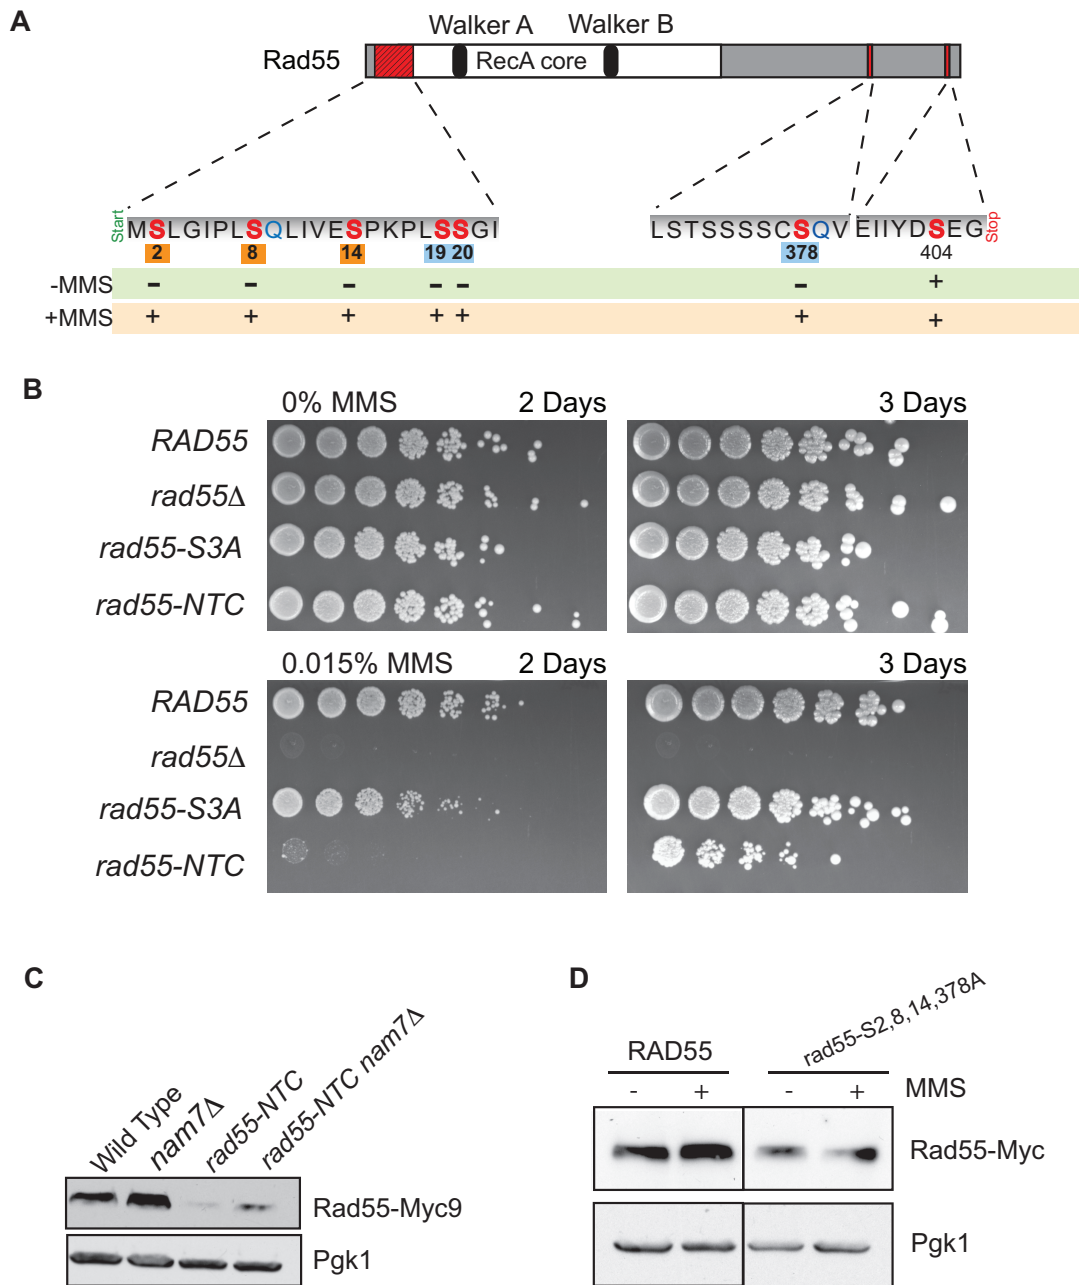 A
Walker A Walker B
Rad55
RecA core
Start
MSLGIPLSQLIVESPKPLSSGI
LSTSSSSCSQV
EIIYDSEG
Stop
2 8 14 19 20 378 404
-MMS - - - - - - +
+MMS + + + + + + +
B
0% MMS 2 Days 3 Days
RAD55
rad55Δ
rad55-S3A
rad55-NTC
0.015% MMS 2 Days 3 Days
RAD55
rad55Δ
rad55-S3A
rad55-NTC
C
Wild Type
nam7Δ
rad55-NTC
rad55-NTC nam7Δ
Rad55-Myc9
Pgk1
D
RAD55
rad55-S2,8,14,378A
- + - + MMS
Rad55-Myc
Pgk1